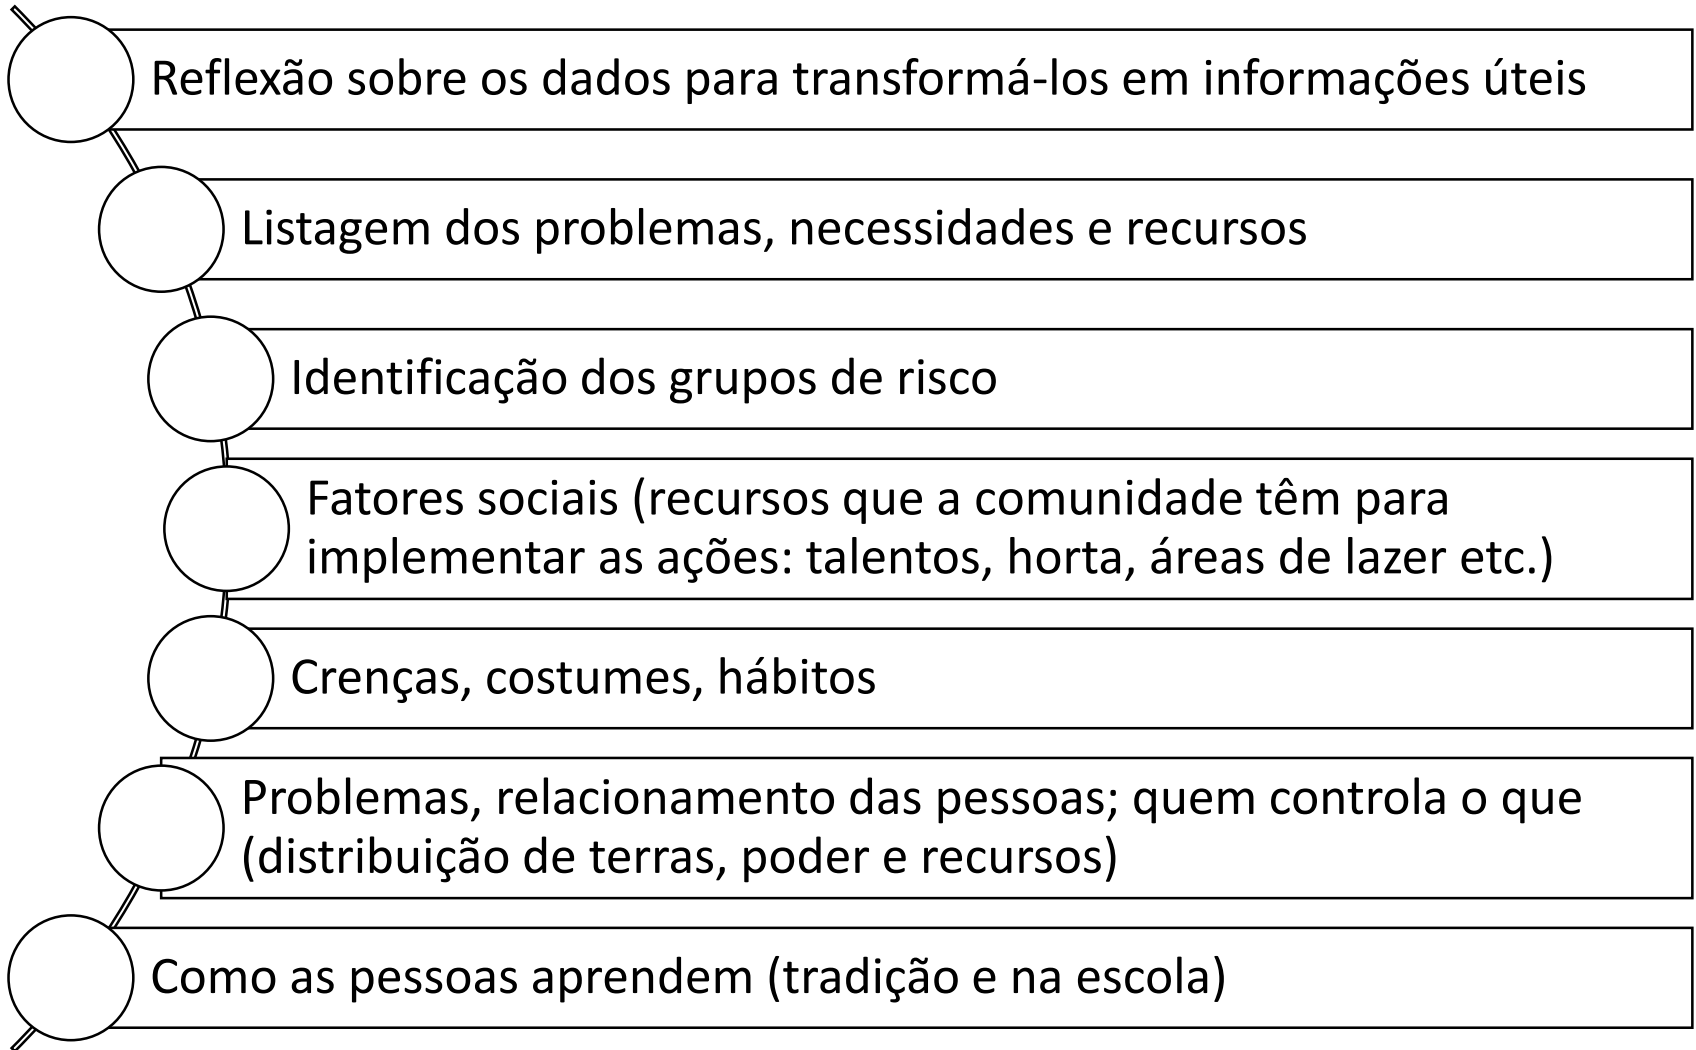 Reflexão sobre os dados para transformá-los em informações úteis
Listagem dos problemas, necessidades e recursos
Identificação dos grupos de risco
Fatores sociais (recursos que a comunidade têm para
implementar as ações: talentos, horta, áreas de lazer etc.)
Crenças, costumes, hábitos
Problemas, relacionamento das pessoas; quem controla o que
(distribuição de terras, poder e recursos)
Como as pessoas aprendem (tradição e na escola)